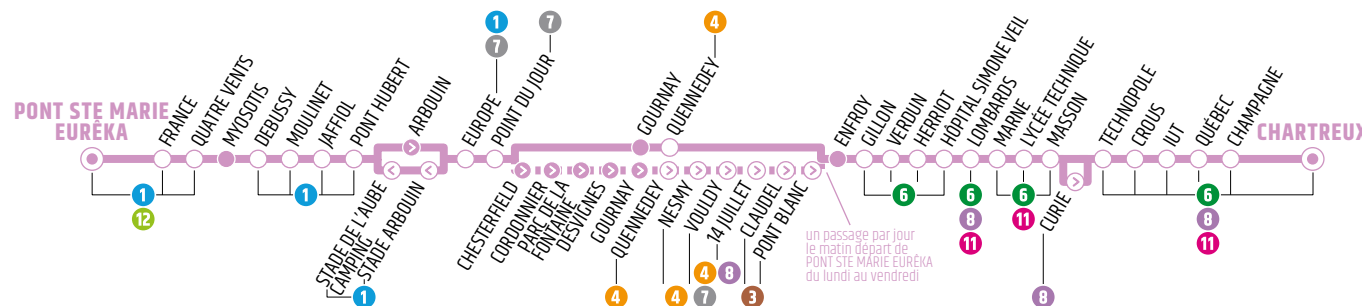 1
7
7
4
PONT STE MARIE
EURÊKA
FRANCE
QUATRE VENTS
MYOSOTIS
DEBUSSY
MOULINET
JAFFIOL
PONT HUBERT
ARBOUIN
EUROPE
POINT DU JOUR
GOURNAY
QUENNEDEY
ENFROY
GILLON
VERDUN
HERRIOT
HÔPITAL SIMONE VEIL
LOMBARDS
MARNE
LYCÉE TECHNIQUE
MASSON
TECHNOPOLE
CROUS
IUT
QUÉBEC
CHAMPAGNE
CHARTREUX
1
12
1
6
6
8
11
6
11
6
8
11
STADE DE L'AUBE
CAMPING
STADE ARBOUIN
1
CHESTERFIELD
CORDONNIER
PARC DE LA
FONTAINE
DESVIGNES
GOURNAY
QUENNEDEY
NESMY
VOULDY
14 JUILLET
CLAUDEL
PONT BLANC
4
4
4
7
8
3
un passage par jour
le matin départ de
PONT STE MARIE EURÊKA
du lundi au vendredi
CURIE
8